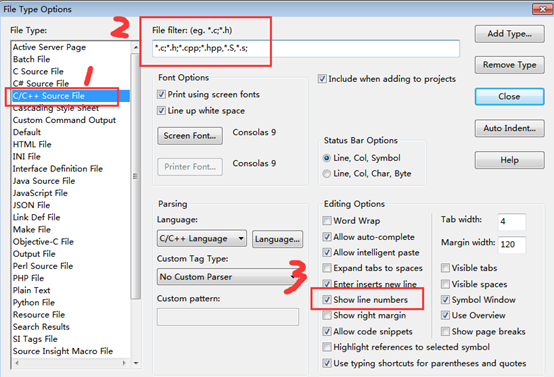 File Type Options
File Type:
Active Server Page
Batch File
C Source File
C# Source File
C/C++ Source File
Cascading Style Sheet
Custom Command Output
Default
HTML File
INI File
Interface Definition File
Java Source File
JavaScript File
JSON File
Link Def File
Make File
Objective-C File
Output File
Perl Source File
PHP File
Plain Text
Python File
Resource File
Search Results
SI Tags File
Source Insight Macro File
1
2
File filter: (eg. *.c;*.h)
*.c;*.h;*.cpp;*.hpp,*.S,*.s;
Font Options
Print using screen fonts
Line up white space
Screen Font...
Consolas 9
Printer Font...
Consolas 9
Include when adding to projects
Status Bar Options
Line, Col, Symbol
Line, Col, Char, Byte
Parsing
Language:
C/C++ Language
Language...
Custom Tag Type:
No Custom Parser
Custom pattern:
3
Editing Options
Word Wrap
Allow auto-complete
Allow intelligent paste
Expand tabs to spaces
Enter inserts new line
Show line numbers
Show right margin
Allow code snippets
Highlight references to selected symbol
Use typing shortcuts for parentheses and quotes
Tab width:
4
Margin width:
120
Visible tabs
Visible spaces
Symbol Window
Use Overview
Show page breaks
Add Type...
Remove Type
Close
Auto Indent...
Help